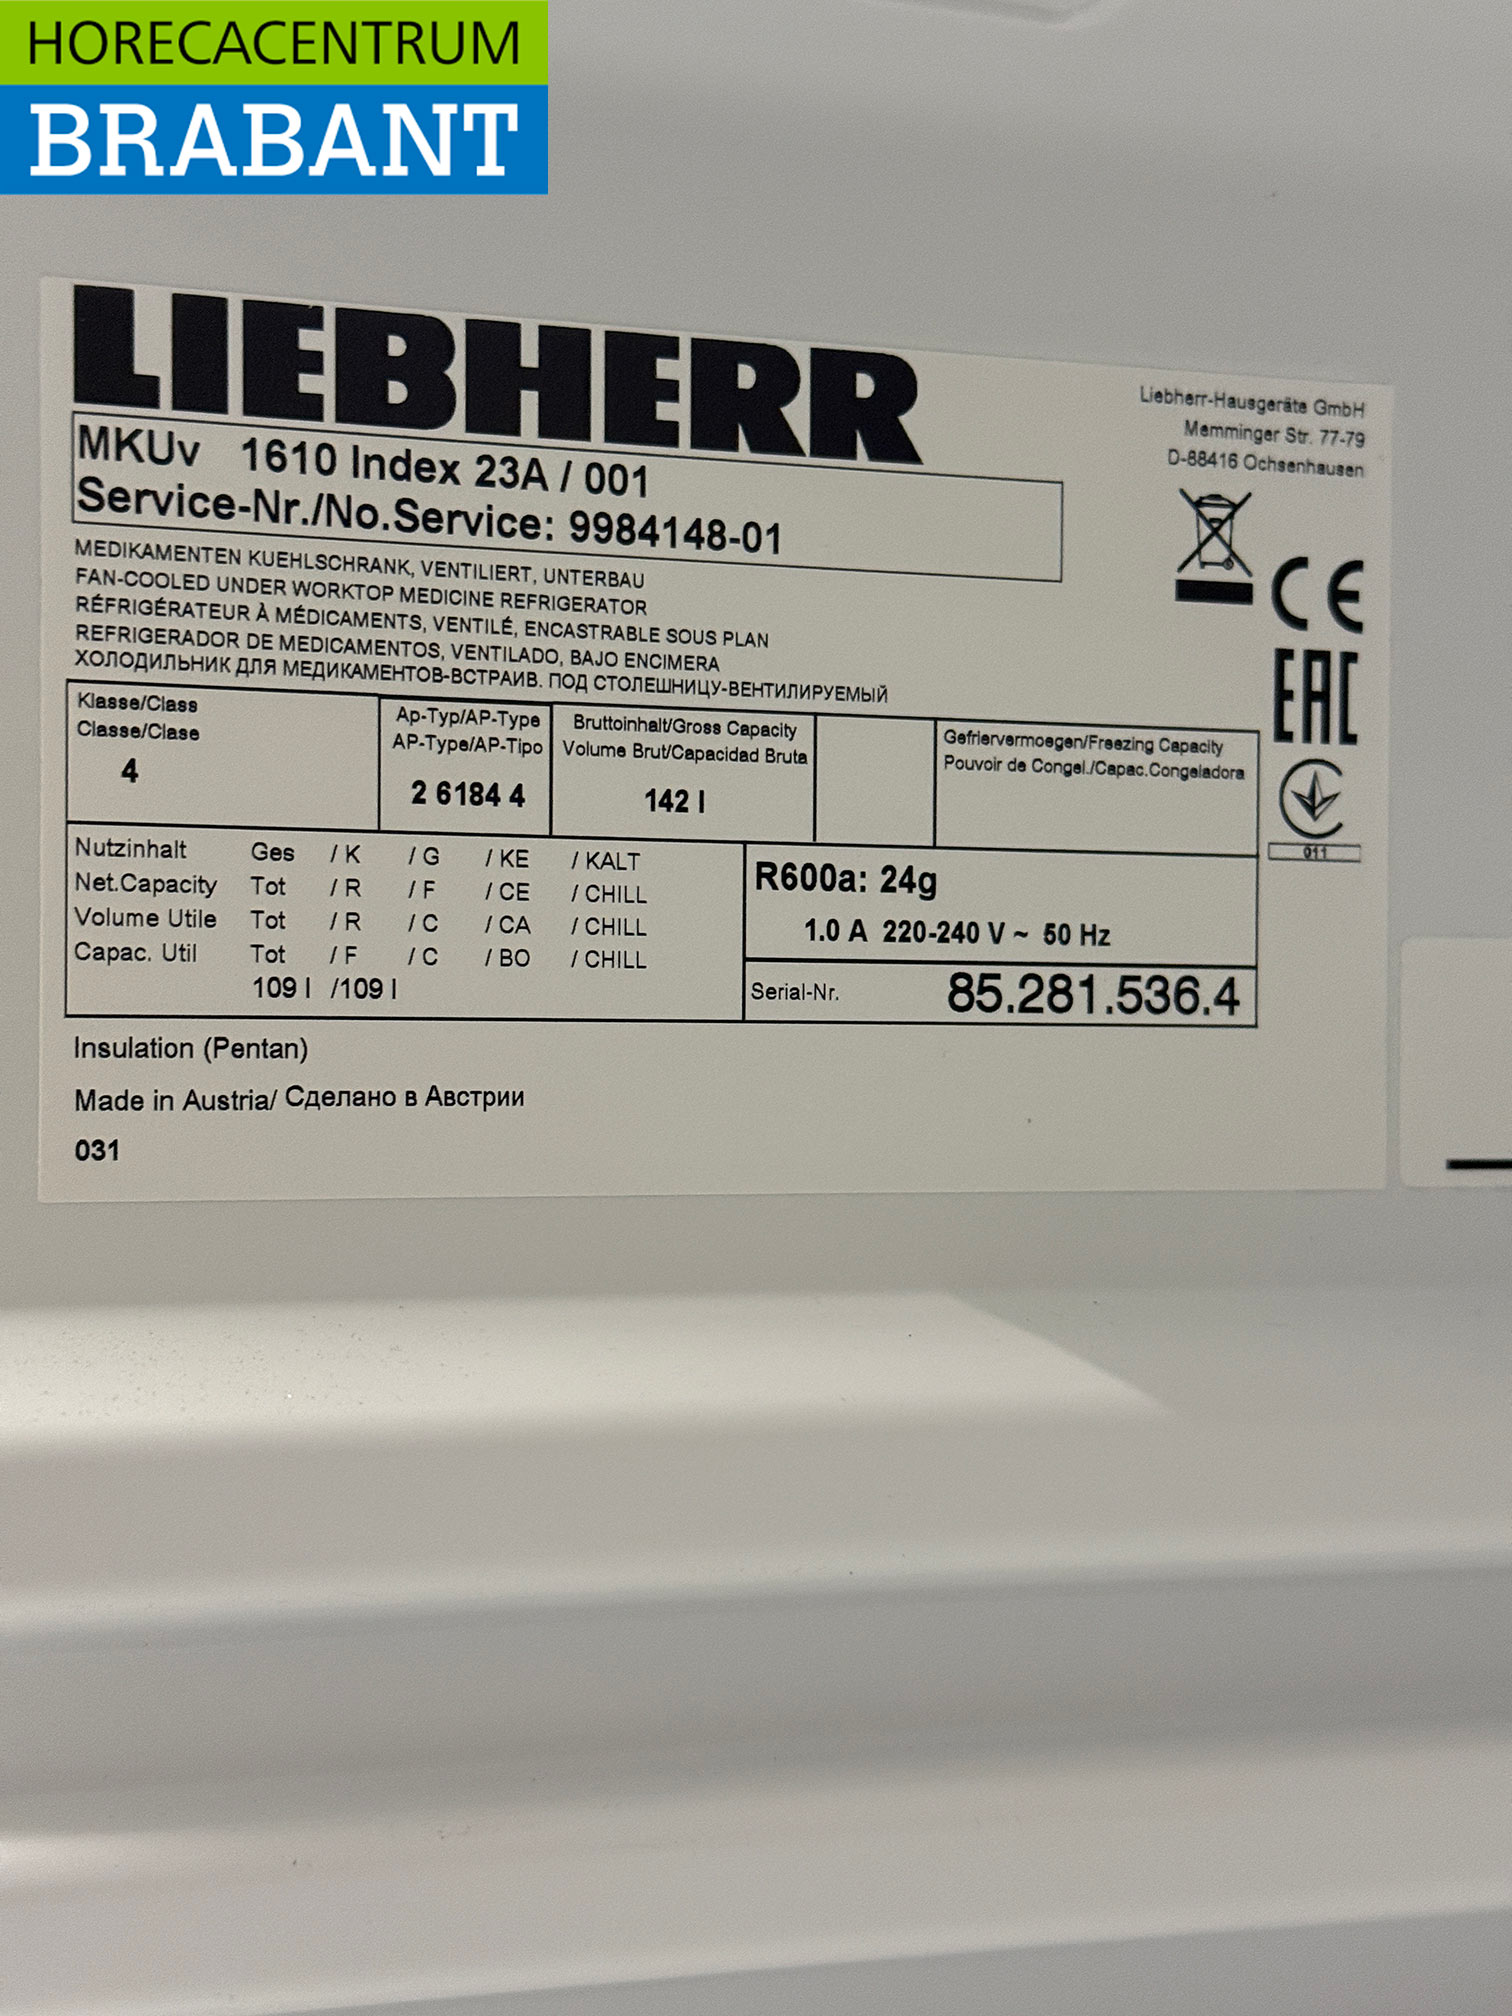 HORECACENTRUM
BRABANT
LIEBHERR
Liebherr-Hausgeräte GmbH
Memminger Str. 77-79
D-88416 Ochsenhausen
MKUv 1610 Index 23A / 001
Service-Nr./No.Service: 9984148-01
MEDIKAMENTEN KUEHLSCHRANK, VENTILIERT, UNTERBAU
FAN-COOLED UNDER WORKTOP MEDICINE REFRIGERATOR
RÉFRIGÉRATEUR À MÉDICAMENTS, VENTILÉ, ENCASTRABLE SOUS PLAN
REFRIGERADOR DE MEDICAMENTOS, VENTILADO, BAJO ENCIMERA
ХОЛОДИЛЬНИК ДЛЯ МЕДИКАМЕНТОВ-ВСТРАИВ. ПОД СТОЛЕШНИЦУ-ВЕНТИЛИРУЕМЫЙ
CE
EAC
011
Klasse/Class
Classe/Clase
4
Ap-Typ/AP-Type
AP-Type/AP-Tipo
2 6184 4
Bruttoinhalt/Gross Capacity
Volume Brut/Capacidad Bruta
142 l
Gefriervermoegen/Freezing Capacity
Pouvoir de Congel./Capac.Congeladora
Nutzinhalt Ges / K / G / KE / KALT
Net.Capacity Tot / R / F / CE / CHILL
Volume Utile Tot / R / C / CA / CHILL
Capac. Util Tot / F / C / BO / CHILL
109 l /109 l
R600a: 24g
1.0 A 220-240 V ~ 50 Hz
Serial-Nr. 85.281.536.4
Insulation (Pentan)
Made in Austria/ Сделано в Австрии
031